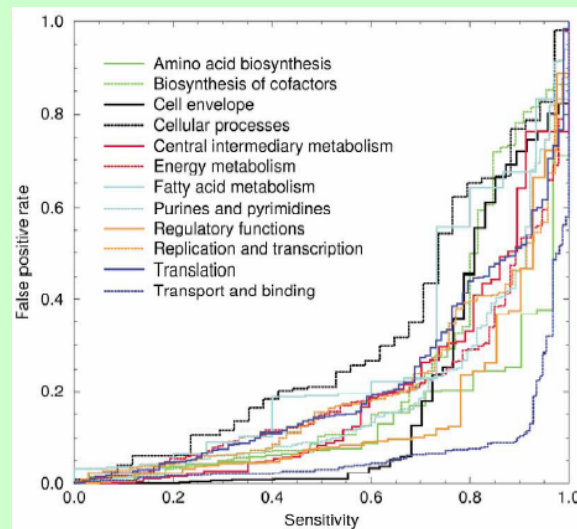 1.0
0.8
0.6
0.4
0.2
0.0
False positive rate
Amino acid biosynthesis
Biosynthesis of cofactors
Cell envelope
Cellular processes
Central intermediary metabolism
Energy metabolism
Fatty acid metabolism
Purines and pyrimidines
Regulatory functions
Replication and transcription
Translation
Transport and binding
0.0 0.2 0.4 0.6 0.8 1.0
Sensitivity